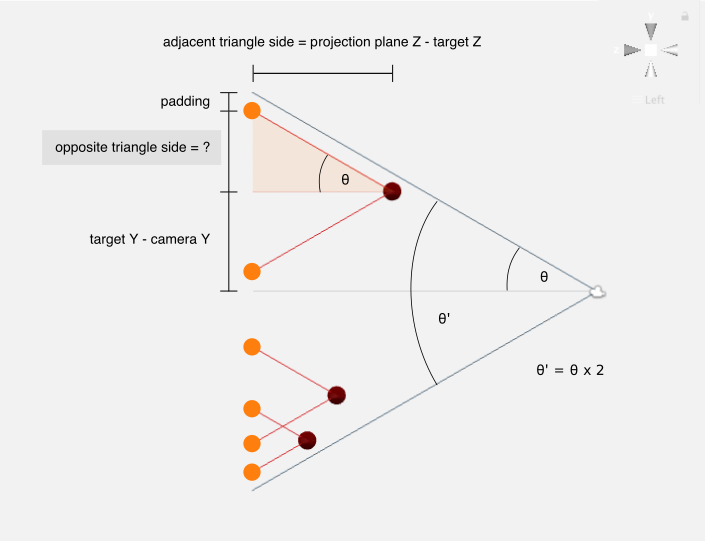 adjacent triangle side = projection plane Z - target Z
Left
padding
opposite triangle side = ?
θ
target Y - camera Y
θ
θ'
θ' = θ x 2